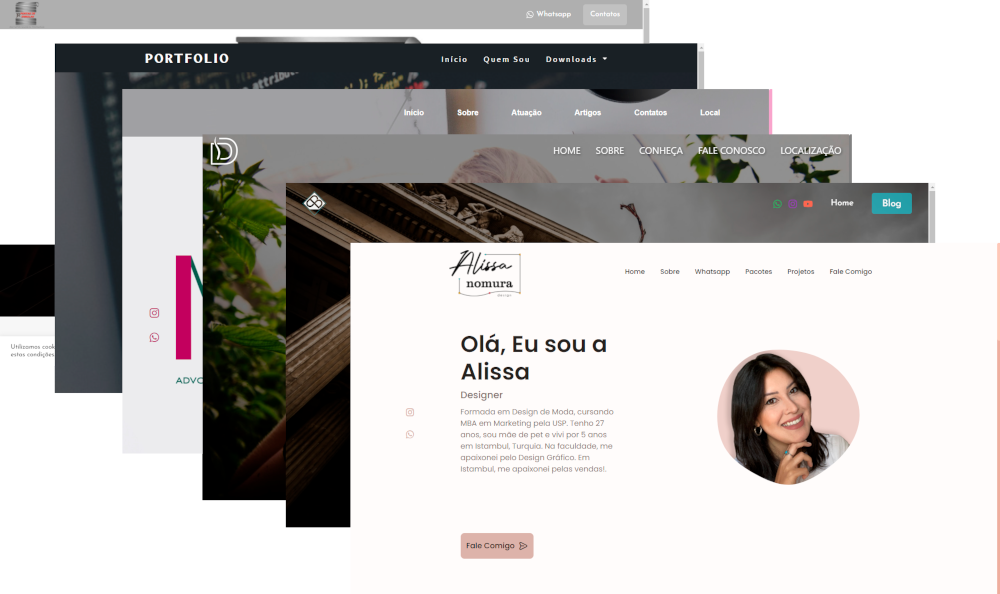 Whatsapp
Contatos
PORTFOLIO
Início
Quem Sou
Downloads
Início
Sobre
Atuação
Artigos
Contatos
Local
HOME
SOBRE
CONHEÇA
FALE CONOSCO
LOCALIZAÇÃO
Home
Blog
Alissa
nomura
design
Home
Sobre
Whatsapp
Pacotes
Projetos
Fale Comigo
Olá, Eu sou a
Alissa
Designer
Formada em Design de Moda, cursando
MBA em Marketing pela USP. Tenho 27
anos, sou mãe de pet e vivi por 5 anos
em Istambul, Turquia. Na faculdade, me
apaixonei pelo Design Gráfico. Em
Istambul, me apaixonei pelas vendas!.
Fale Comigo
ADVO
Utilizamos cook
estas condições